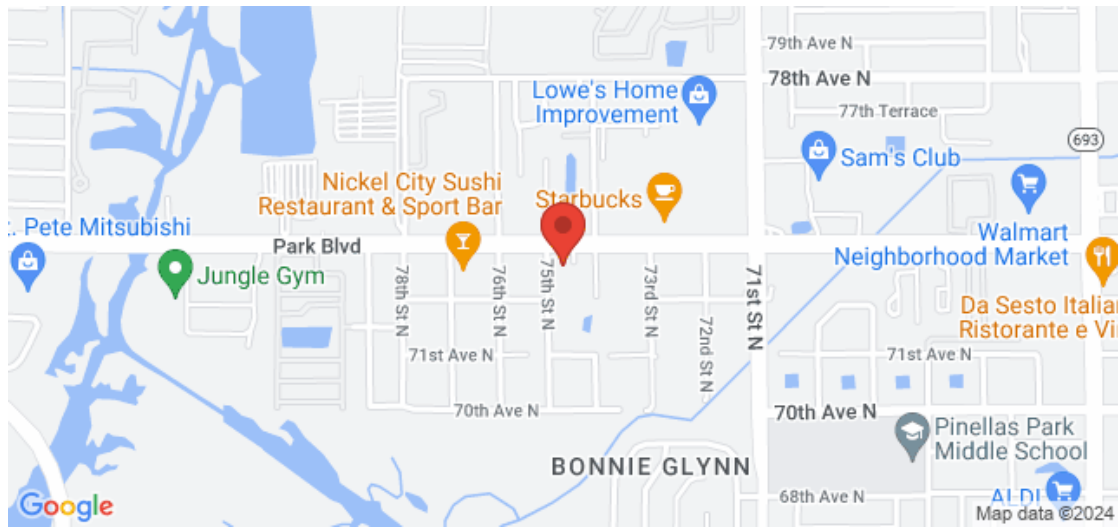 79th Ave N
78th Ave N
Lowe's Home
Improvement
77th Terrace
693
Sam's Club
Nickel City Sushi
Restaurant & Sport Bar
Starbucks
t. Pete Mitsubishi
Park Blvd
Walmart
Neighborhood Market
Jungle Gym
78th St N
76th St N
75th St N
73rd St N
72nd St N
71st St N
Da Sesto Italian
Ristorante e Vi
71st Ave N
71st Ave N
70th Ave N
70th Ave N
Pinellas Park
Middle School
BONNIE GLYNN
68th Ave N
ALDI
Google
Map data ©2024